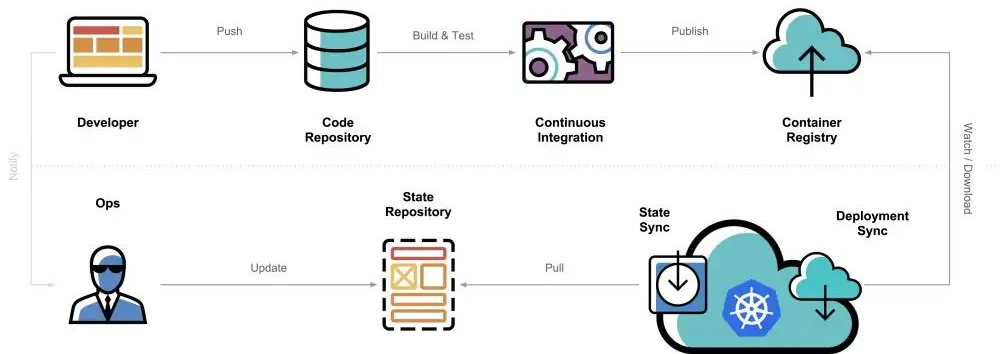 Push
Build & Test
Publish
Developer
Code
Repository
Continuous
Integration
Container
Registry
Notify
Watch / Download
Ops
State
Repository
State
Sync
Deployment
Sync
Update
Pull